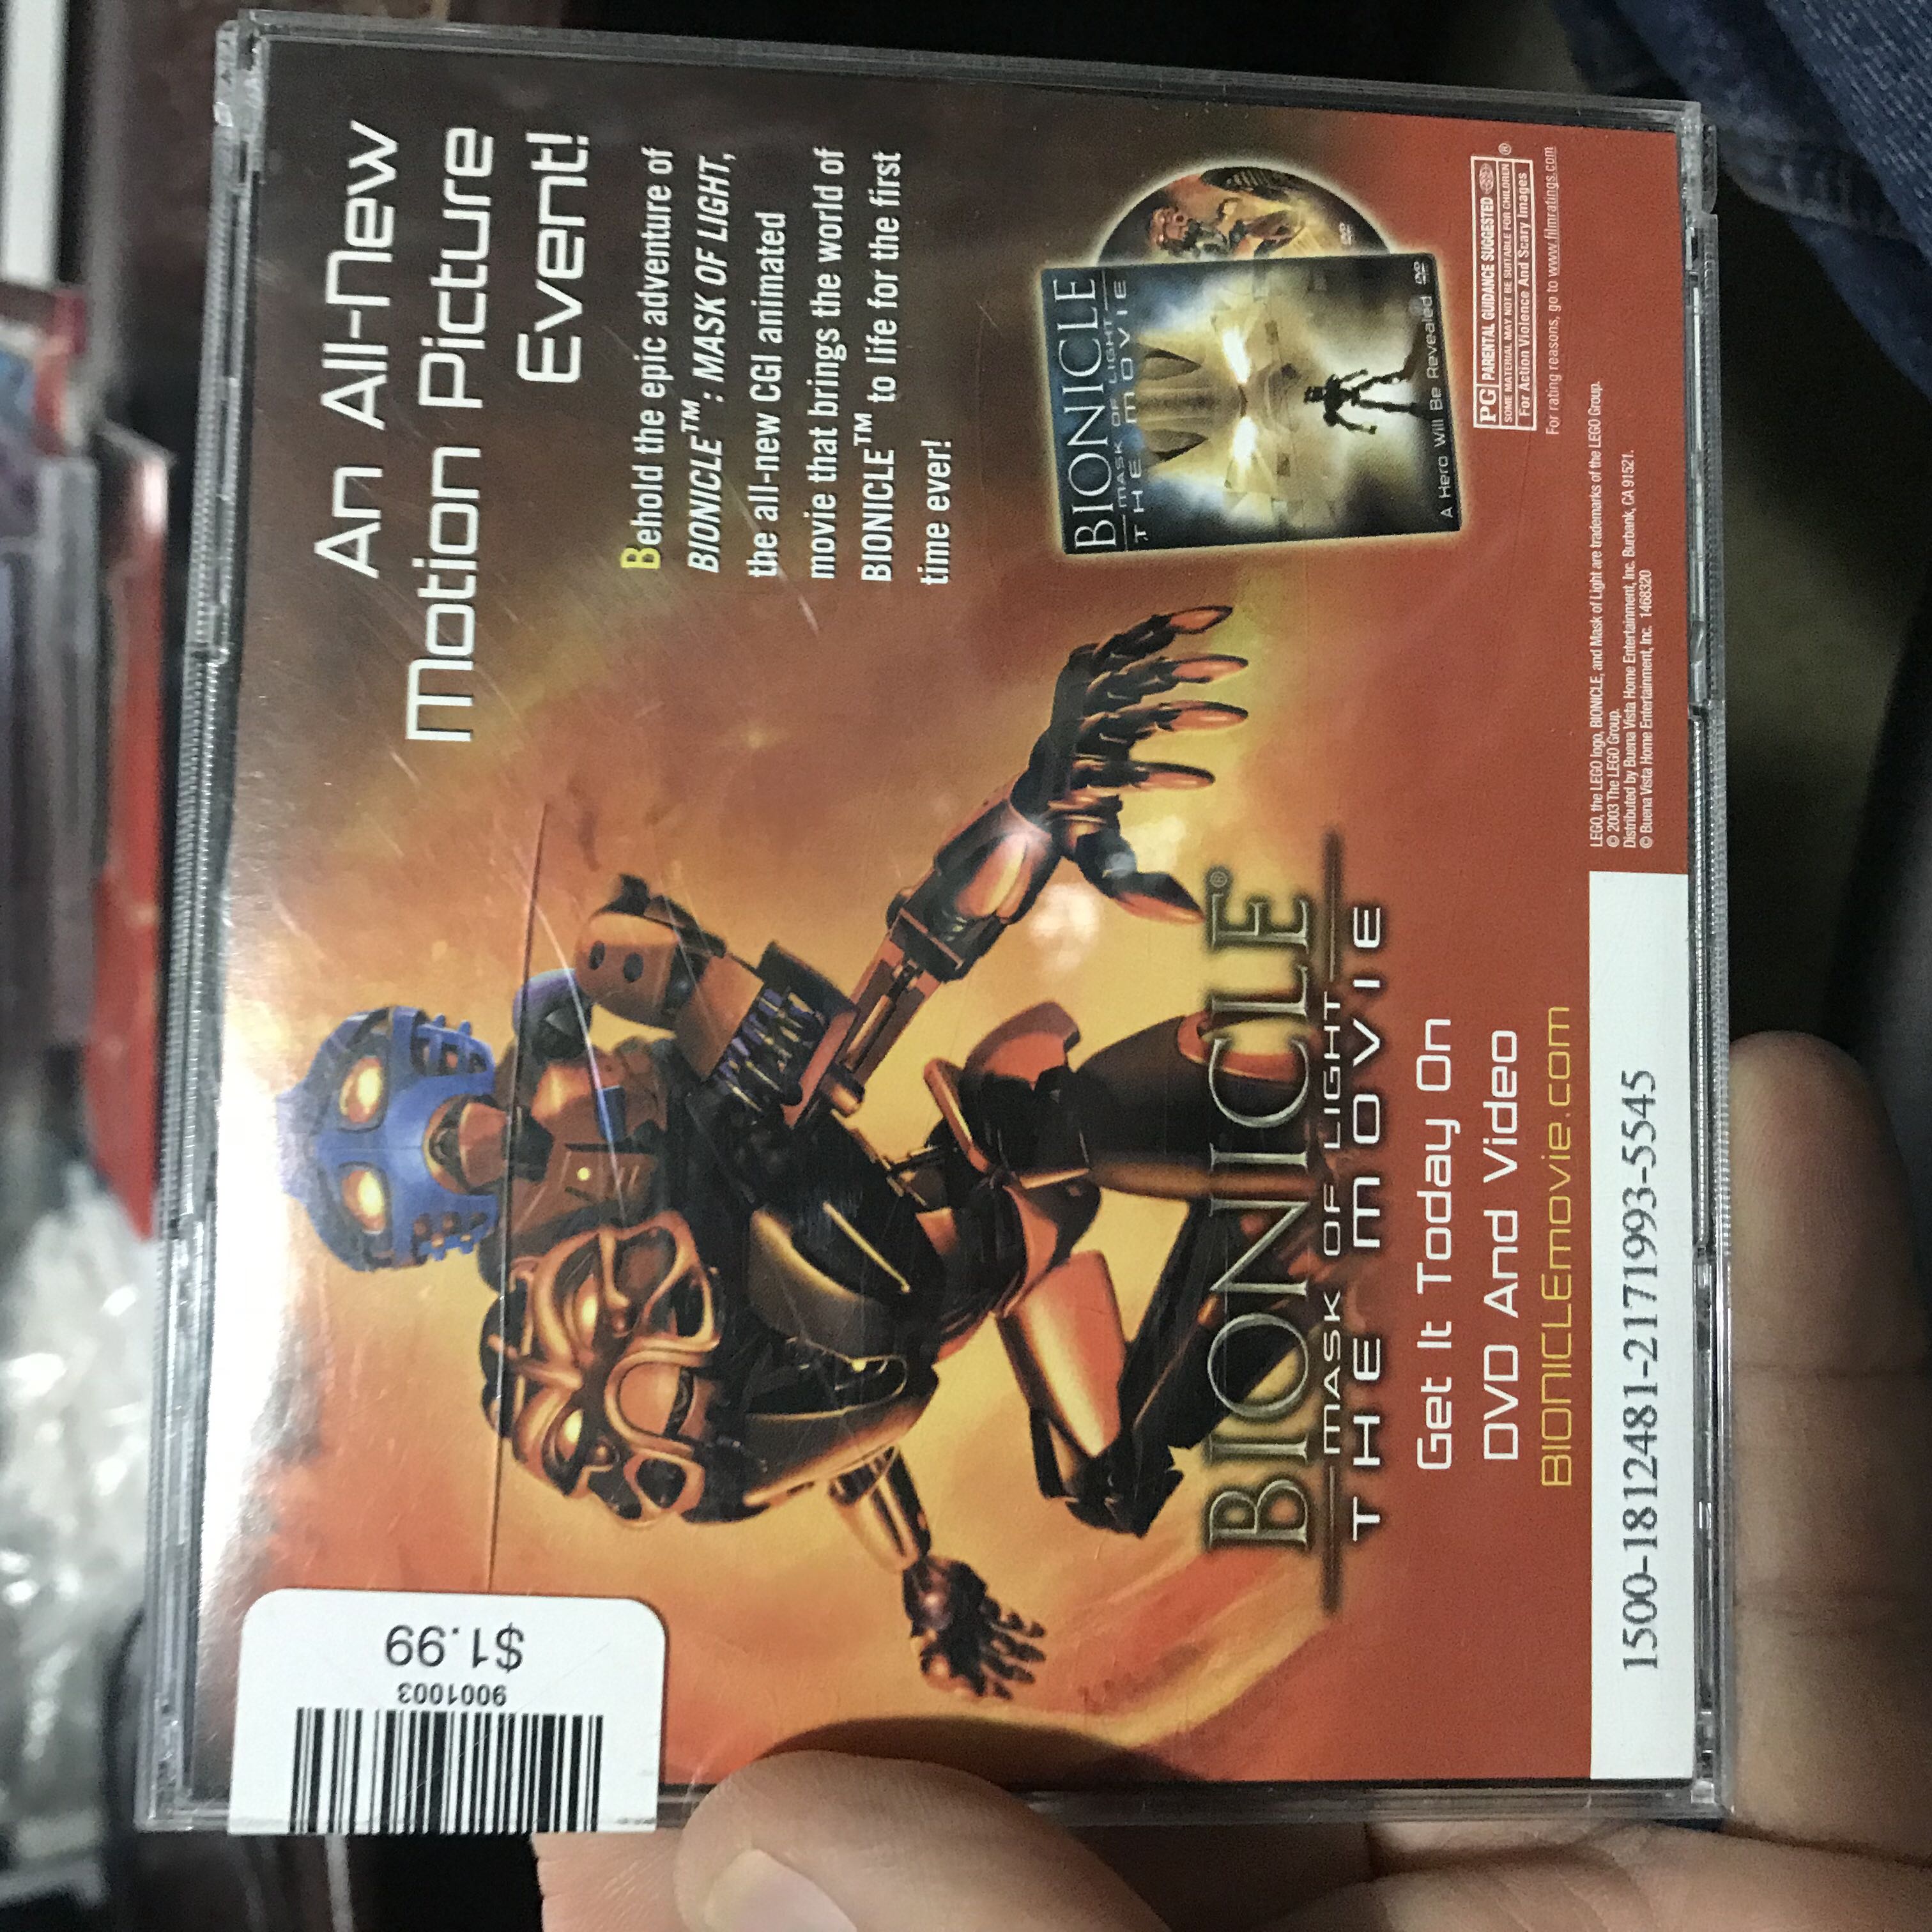 An All-New
Motion Picture
Event!
Behold the epic adventure of
BIONICLE™: MASK OF LIGHT,
the all-new CGI animated
movie that brings the world of
BIONICLE™ to life for the first
time ever!
BIONICLE
MASK OF LIGHT
THE MOVIE
A Hero Will Be Revealed
DVD
BIONICLE®
MASK OF LIGHT
THE MOVIE
Get It Today On
DVD And Video
BIONICLEmovie.com
PG PARENTAL GUIDANCE SUGGESTED ®
SOME MATERIAL MAY NOT BE SUITABLE FOR CHILDREN
For Action Violence And Scary Images
For rating reasons, go to www.filmratings.com
LEGO, the LEGO logo, BIONICLE, and Mask of Light are trademarks of the LEGO Group.
© 2003 The LEGO Group.
Distributed by Buena Vista Home Entertainment, Inc. Burbank, CA 91521.
© Buena Vista Home Entertainment, Inc. 1468320
1500-18122481-21771993-5545
$1.99
9001003